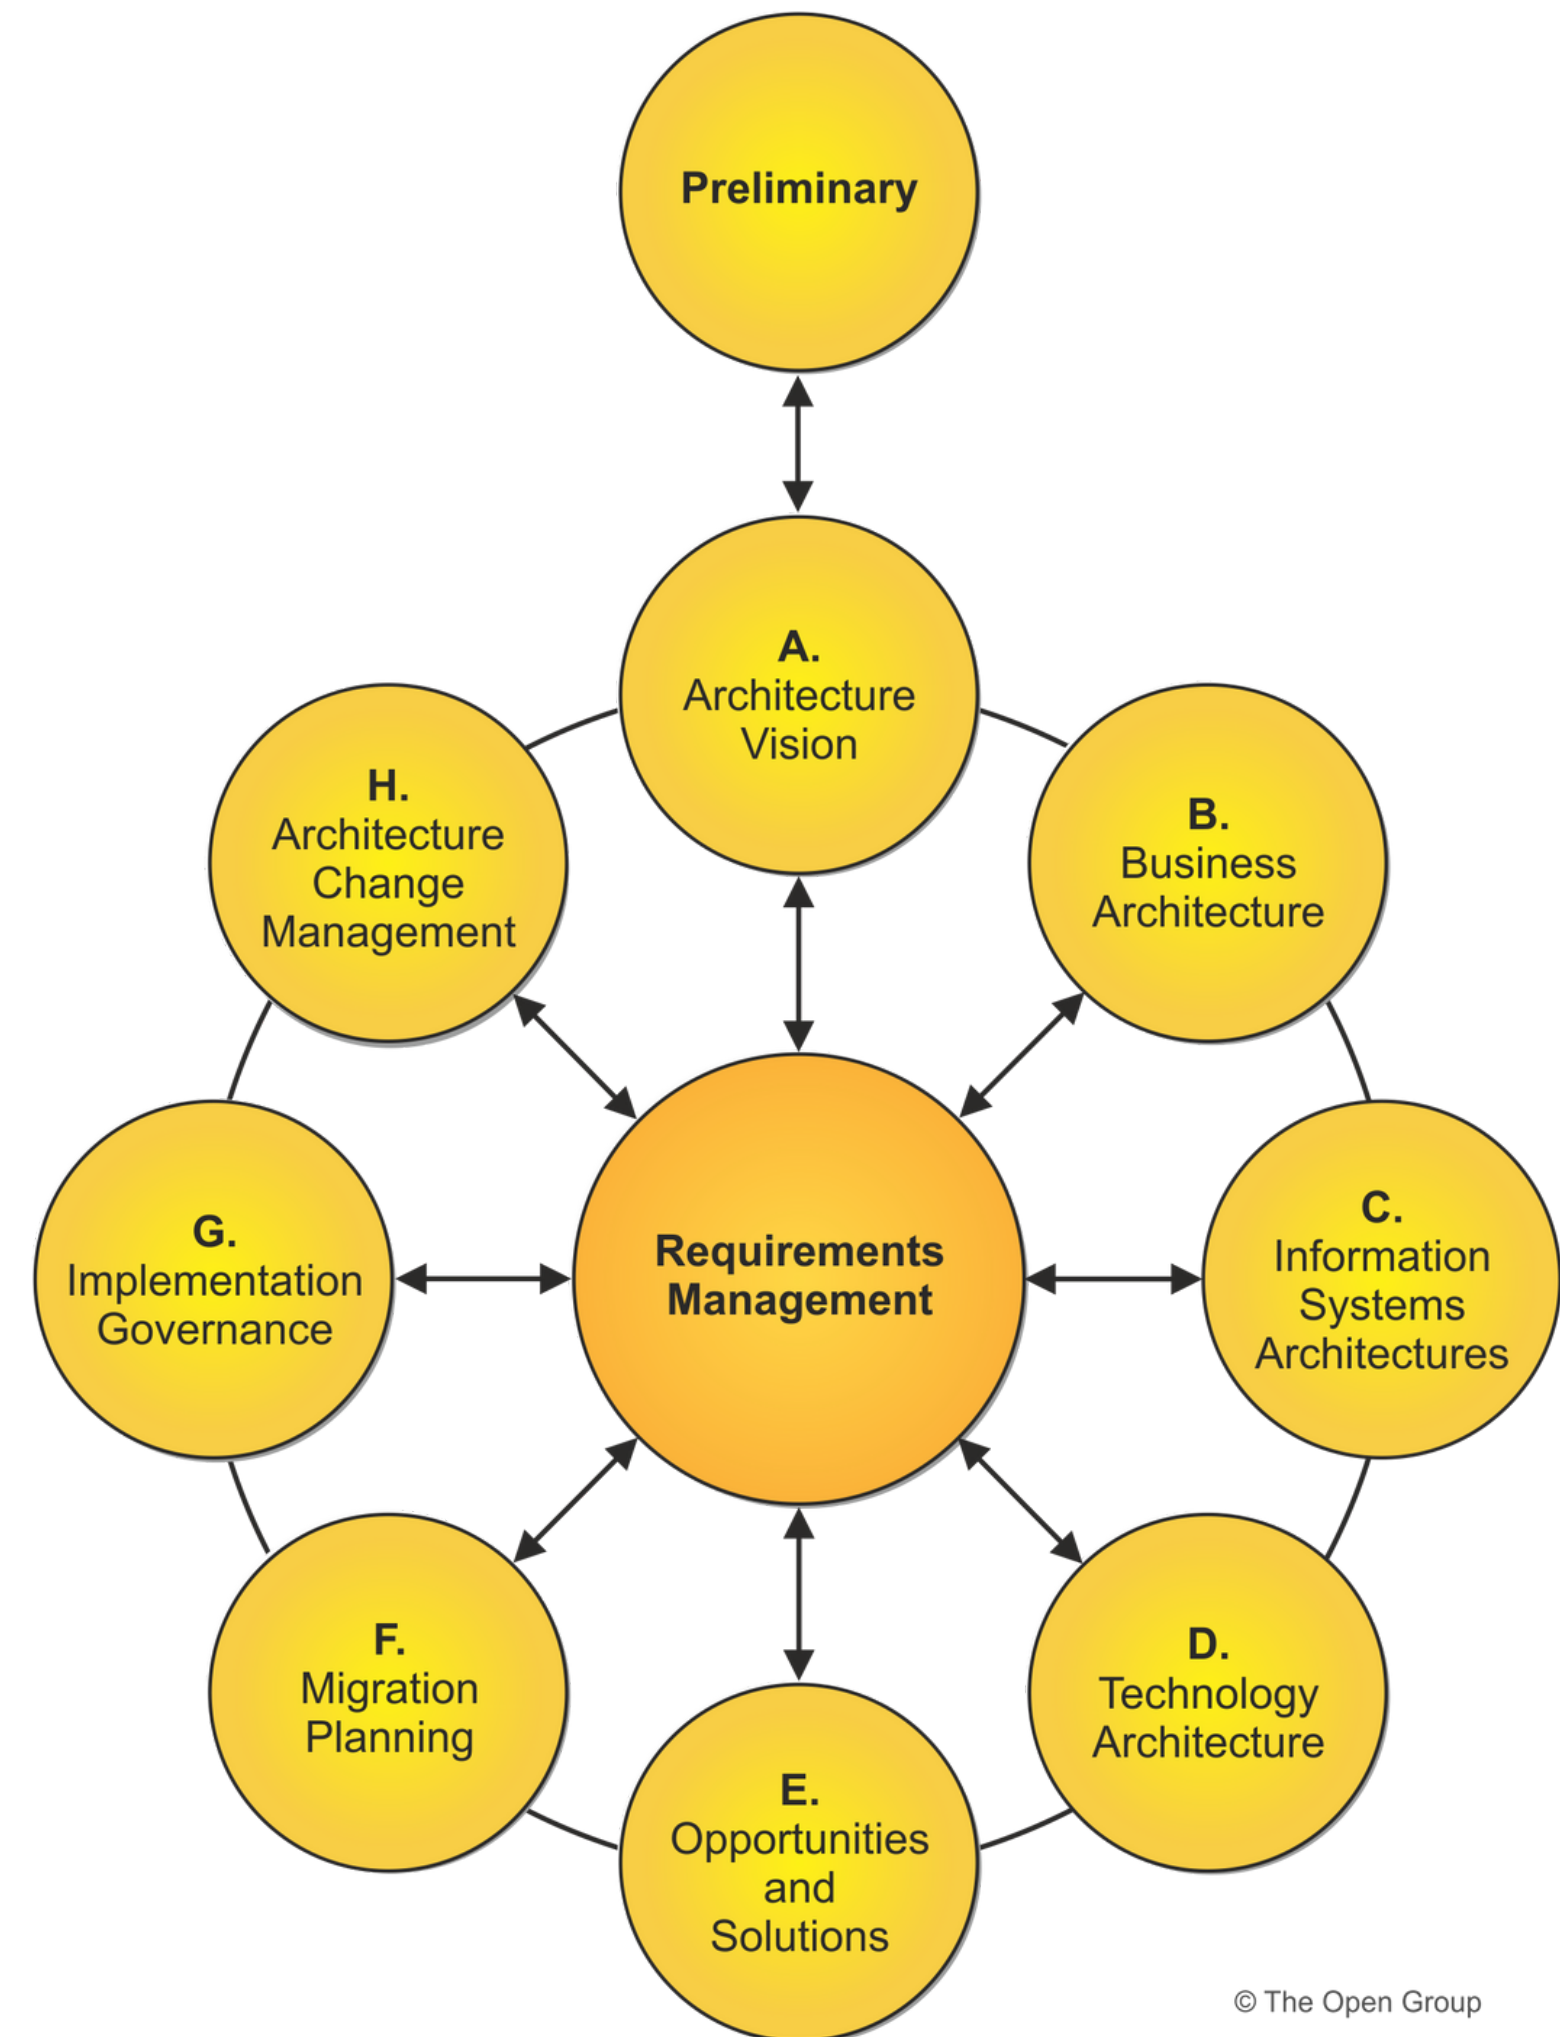 Preliminary
A.
Architecture
Vision
H.
Architecture
Change
Management
B.
Business
Architecture
G.
Implementation
Governance
Requirements
Management
C.
Information
Systems
Architectures
F.
Migration
Planning
D.
Technology
Architecture
E.
Opportunities
and
Solutions
© The Open Group